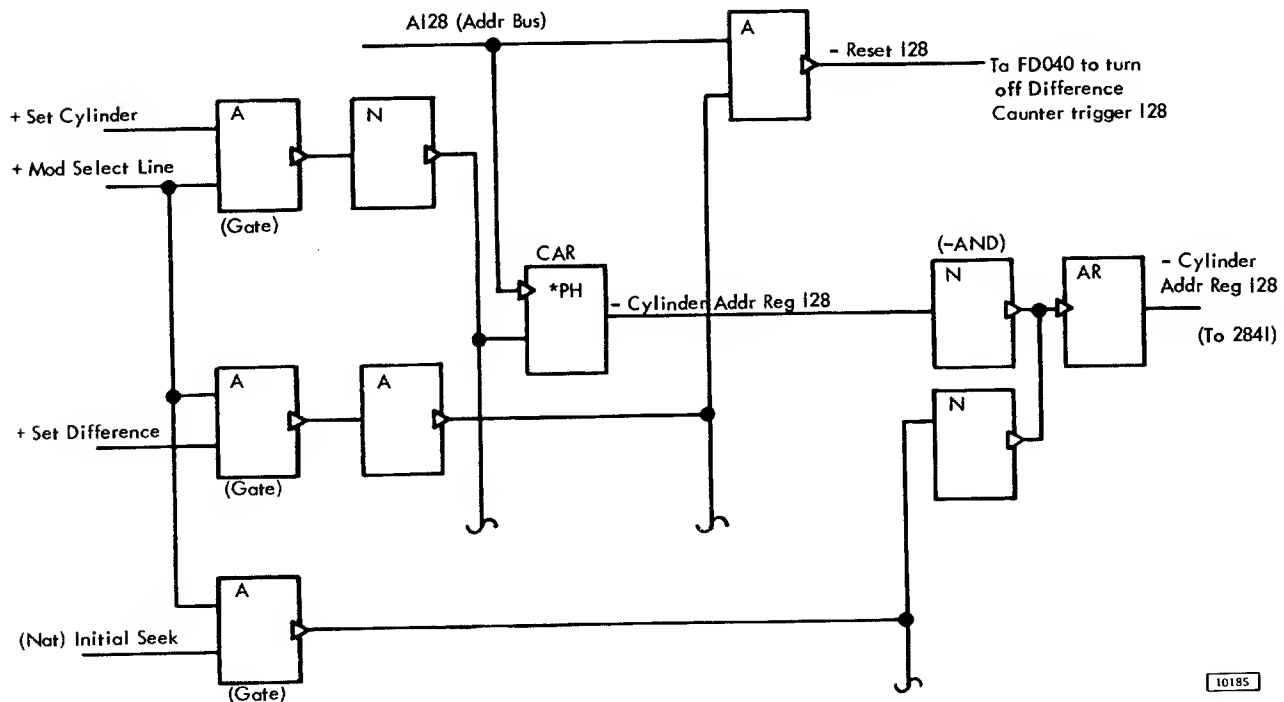 A128 (Addr Bus)
A
- Reset 128
Ta FD040 to turn
off Difference
Caunter trigger 128
+ Set Cylinder
A
N
+ Mod Select Line
(Gate)
CAR
*PH
- Cylinder Addr Reg 128
(-AND)
N
AR
- Cylinder
Addr Reg 128
(To 2841)
A
A
N
+ Set Difference
(Gate)
A
(Nat) Initial Seek
(Gate)
10185